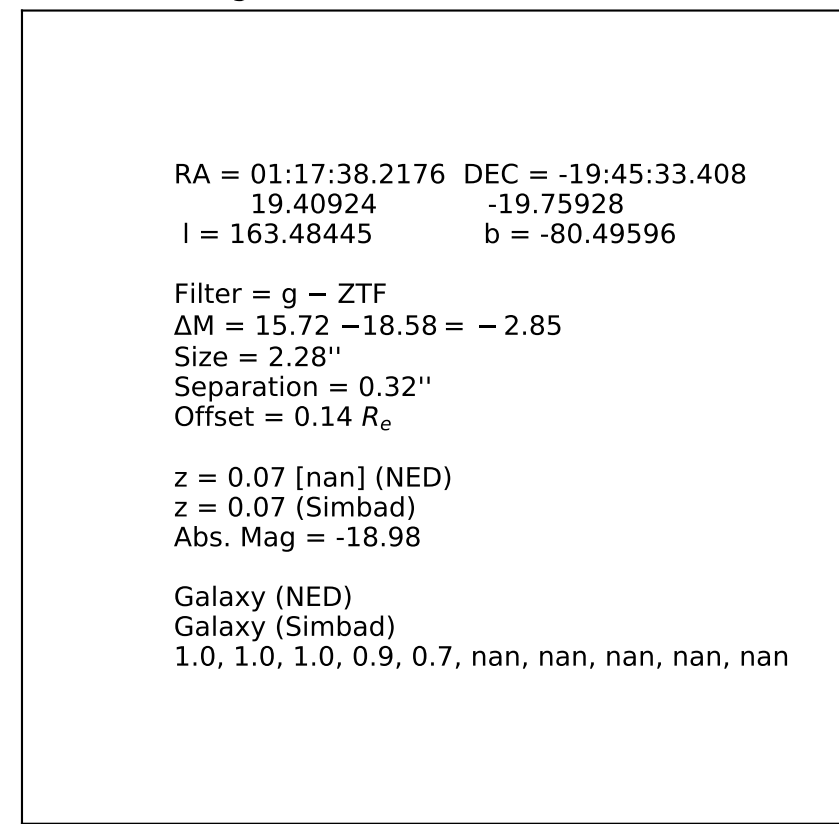 RA = 01:17:38.2176 DEC = -19:45:33.408
19.40924 -19.75928
l = 163.48445 b = -80.49596
Filter = g − ZTF
ΔM = 15.72 −18.58 = −2.85
Size = 2.28''
Separation = 0.32''
Offset = 0.14 Re
z = 0.07 [nan] (NED)
z = 0.07 (Simbad)
Abs. Mag = -18.98
Galaxy (NED)
Galaxy (Simbad)
1.0, 1.0, 1.0, 0.9, 0.7, nan, nan, nan, nan, nan